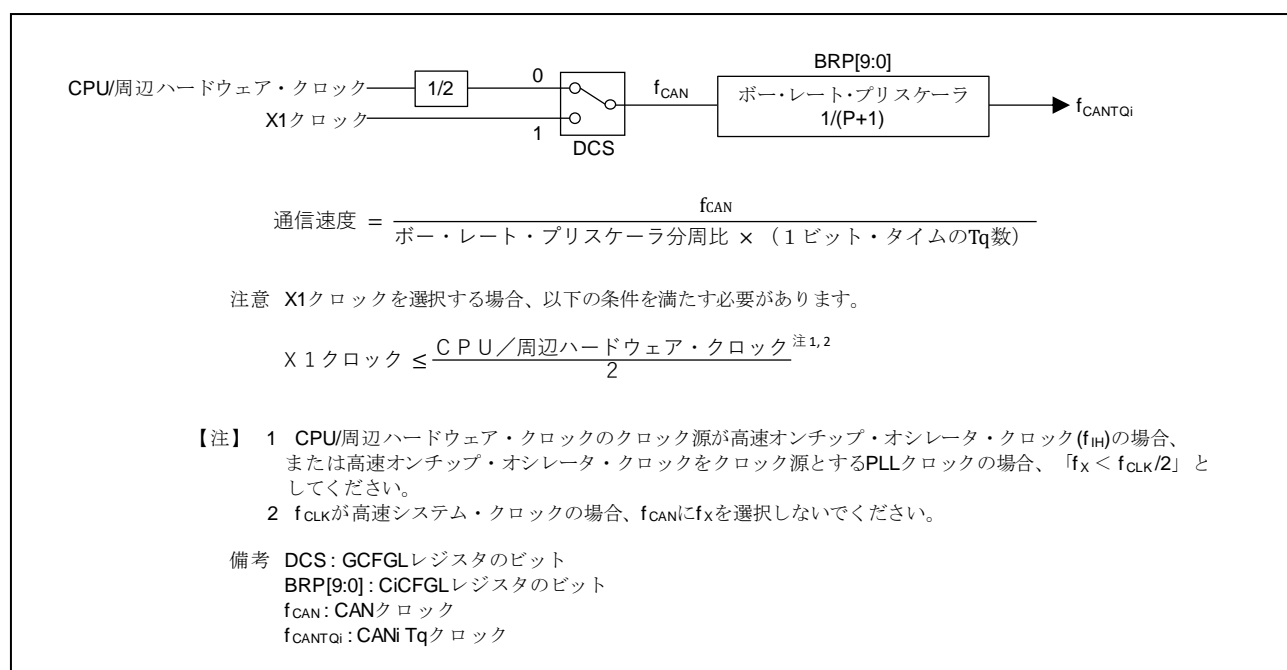 BRP[9:0]
CPU/周辺ハードウェア・クロック 1/2 0 fCAN ボー・レート・プリスケーラ fCANTQi
1/(P+1)
X1クロック 1
DCS
通信速度 = fCAN
ボー・レート・プリスケーラ分周比 × (1ビット・タイムのTq数)
注意 X1クロックを選択する場合、以下の条件を満たす必要があります。
X1クロック ≤ CPU/周辺ハードウェア・クロック 注1, 2
2
【注】 1 CPU/周辺ハードウェア・クロックのクロック源が高速オンチップ・オシレータ・クロック(fIH)の場合、
または高速オンチップ・オシレータ・クロックをクロック源とするPLLクロックの場合、「fX < fCLK/2」と
してください。
2 fCLKが高速システム・クロックの場合、fCANにfXを選択しないでください。
備考 DCS : GCFGLレジスタのビット
BRP[9:0] : CiCFGLレジスタのビット
fCAN : CANクロック
fCANTQi : CANi Tqクロック